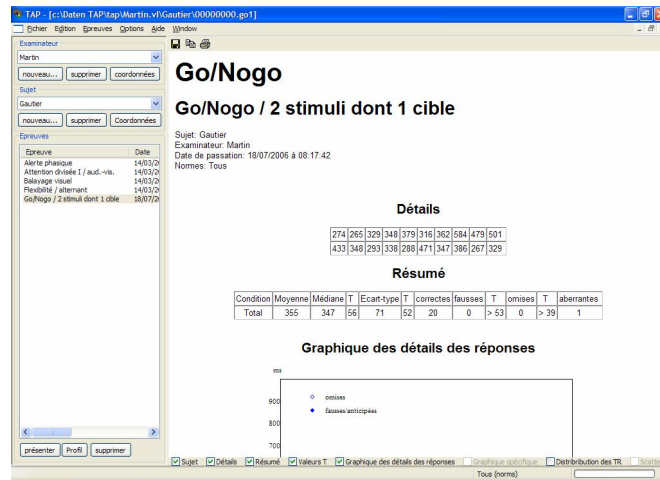 TAP - [c:\Daten TAP\tap\Martin.vl\Gautier\00000000.go1]
Fichier Edition Epreuves Options Aide Window
Examinateur
Martin
nouveau... supprimer coordonnées
Sujet
Gautier
nouveau... supprimer Coordonnées
Epreuves
Epreuve Date
Alerte phasique 14/03/2
Attention divisée I / aud.-vis. 14/03/2
Balayage visuel 14/03/2
Flexibilité / alternant 14/03/2
Go/Nogo / 2 stimuli dont 1 cible 18/07/2
présenter Profil supprimer
Go/Nogo
Go/Nogo / 2 stimuli dont 1 cible
Sujet: Gautier
Examinateur: Martin
Date de passation: 18/07/2006 à 08:17:42
Normes: Tous
Détails
274 265 329 348 379 316 362 584 479 501
433 348 293 338 288 471 347 386 267 329
Résumé
Condition Moyenne Médiane T Ecart-type T correctes fausses T omises T aberrantes
Total 355 347 56 71 52 20 0 > 53 0 > 39 1
Graphique des détails des réponses
ms
900
omises
fausses/anticipées
800
700
Sujet Détails Résumé Valeurs T Graphique des détails des réponses Graphique spécifique Distribribution des TR Scatte
Tous (norms)